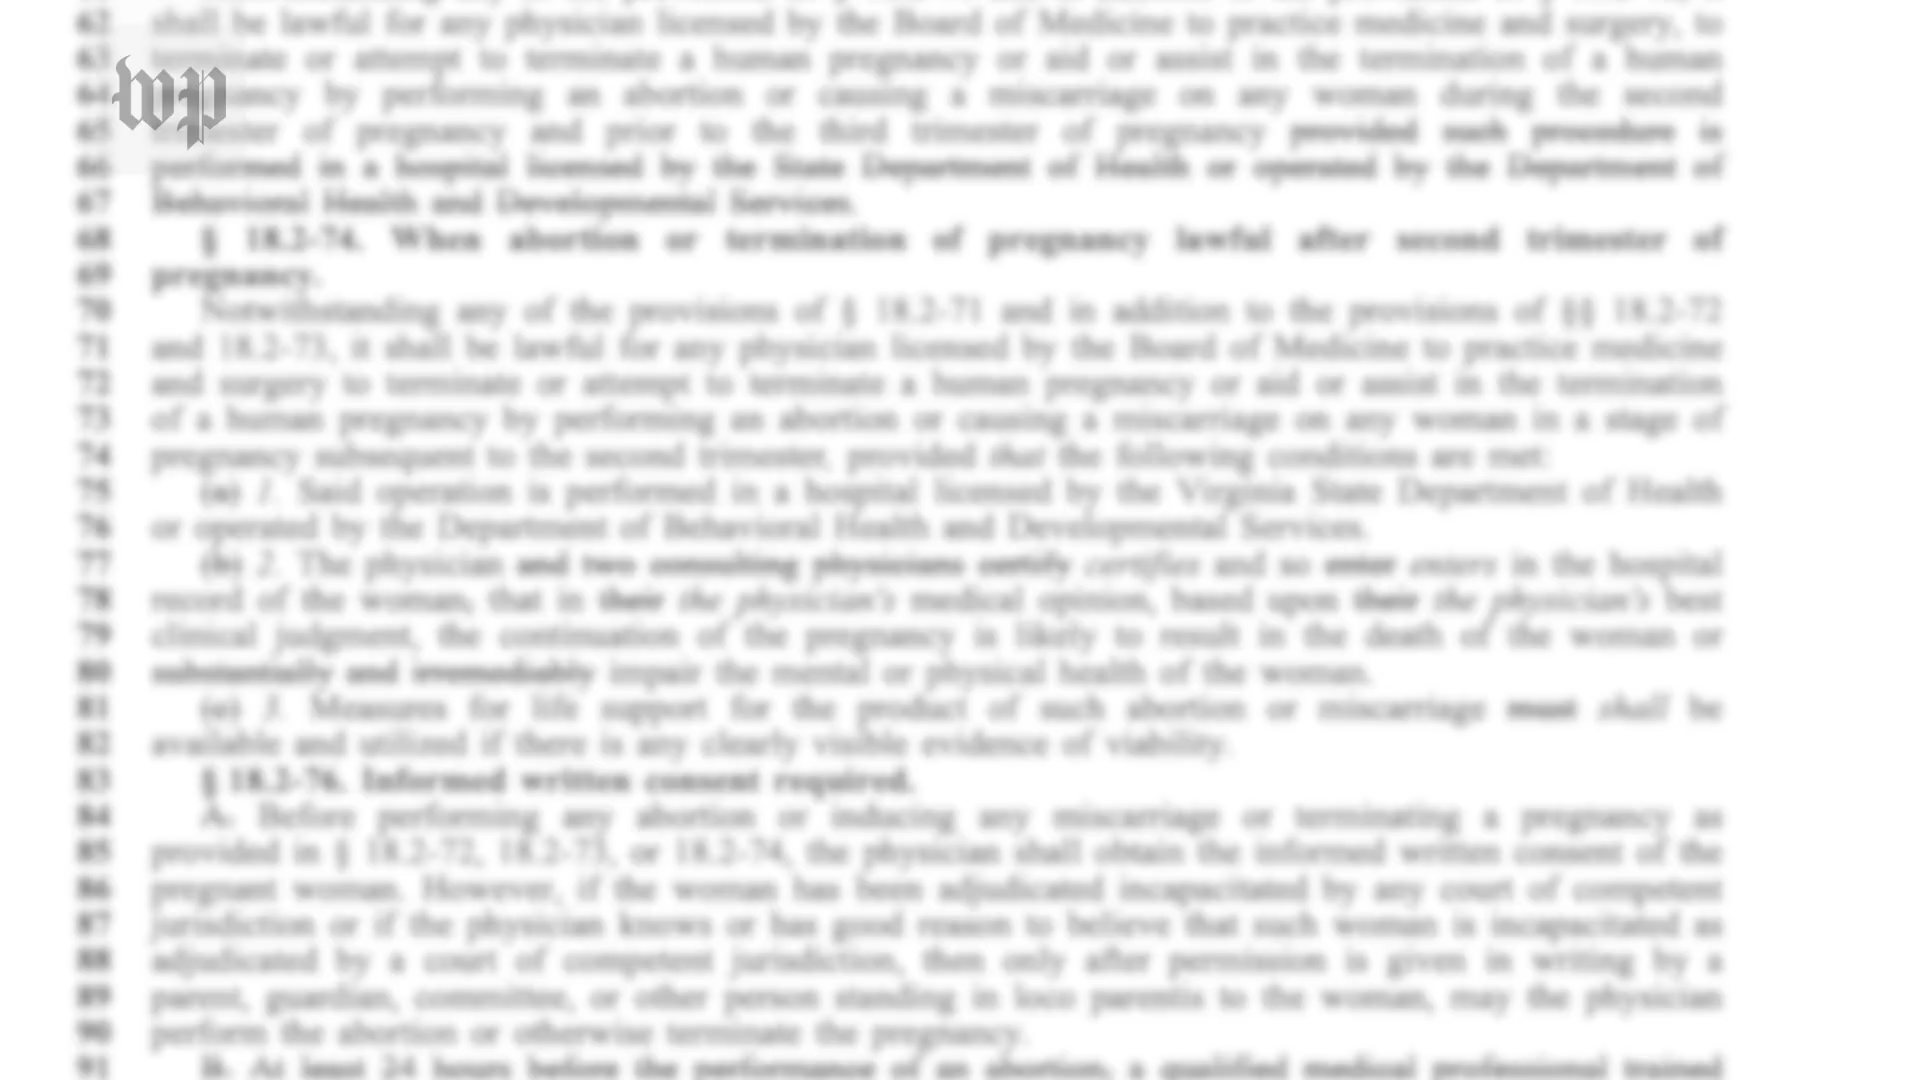 62 shall be lawful for any physician licensed by the Board of Medicine to practice medicine and surgery, to
63 terminate or attempt to terminate a human pregnancy or aid or assist in the termination of a human
wp
64 pregnancy by performing an abortion or causing a miscarriage on any woman during the second
65 trimester of pregnancy and prior to the third trimester of pregnancy provided such procedure is
66 performed in a hospital licensed by the State Department of Health or operated by the Department of
67 Behavioral Health and Developmental Services.
68 § 18.2-74. When abortion or termination of pregnancy lawful after second trimester of
69 pregnancy.
70 Notwithstanding any of the provisions of § 18.2-71 and in addition to the provisions of §§ 18.2-72
71 and 18.2-73, it shall be lawful for any physician licensed by the Board of Medicine to practice medicine
72 and surgery to terminate or attempt to terminate a human pregnancy or aid or assist in the termination
73 of a human pregnancy by performing an abortion or causing a miscarriage on any woman in a stage of
74 pregnancy subsequent to the second trimester, provided that the following conditions are met:
75 (a) 1. Said operation is performed in a hospital licensed by the Virginia State Department of Health
76 or operated by the Department of Behavioral Health and Developmental Services.
77 (b) 2. The physician and two consulting physicians certify certifies and so enter enters in the hospital
78 record of the woman, that in their the physician's medical opinion, based upon their the physician's best
79 clinical judgment, the continuation of the pregnancy is likely to result in the death of the woman or
80 substantially and irremediably impair the mental or physical health of the woman.
81 (c) 3. Measures for life support for the product of such abortion or miscarriage must shall be
82 available and utilized if there is any clearly visible evidence of viability.
83 § 18.2-76. Informed written consent required.
84 A. Before performing any abortion or inducing any miscarriage or terminating a pregnancy as
85 provided in § 18.2-72, 18.2-73, or 18.2-74, the physician shall obtain the informed written consent of the
86 pregnant woman. However, if the woman has been adjudicated incapacitated by any court of competent
87 jurisdiction or if the physician knows or has good reason to believe that such woman is incapacitated as
88 adjudicated by a court of competent jurisdiction, then only after permission is given in writing by a
89 parent, guardian, committee, or other person standing in loco parentis to the woman, may the physician
90 perform the abortion or otherwise terminate the pregnancy.
91 B. At least 24 hours before the performance of an abortion, a qualified medical professional trained